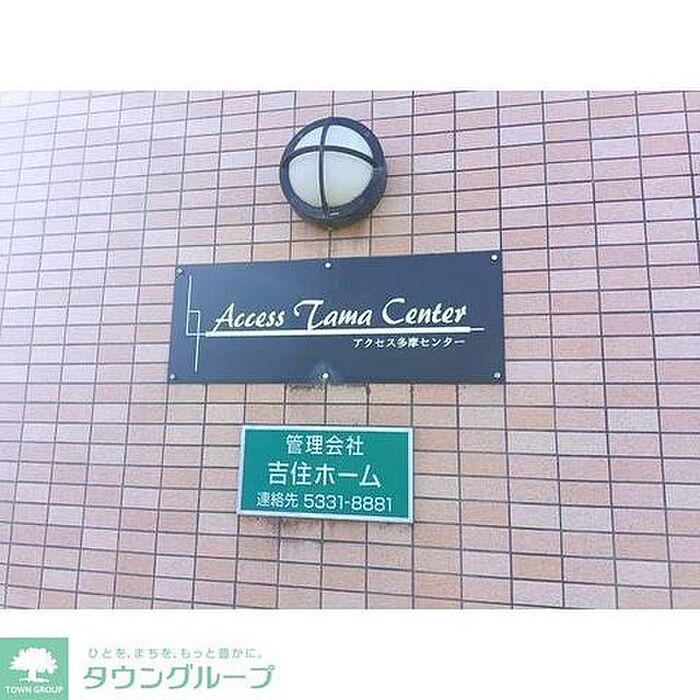 Access Tama Center
アクセス多摩センター
管理会社
吉住ホーム
連絡先 5331-8881
ひとを、まちを、もっと豊かに。
タウングループ
TOWN GROUP